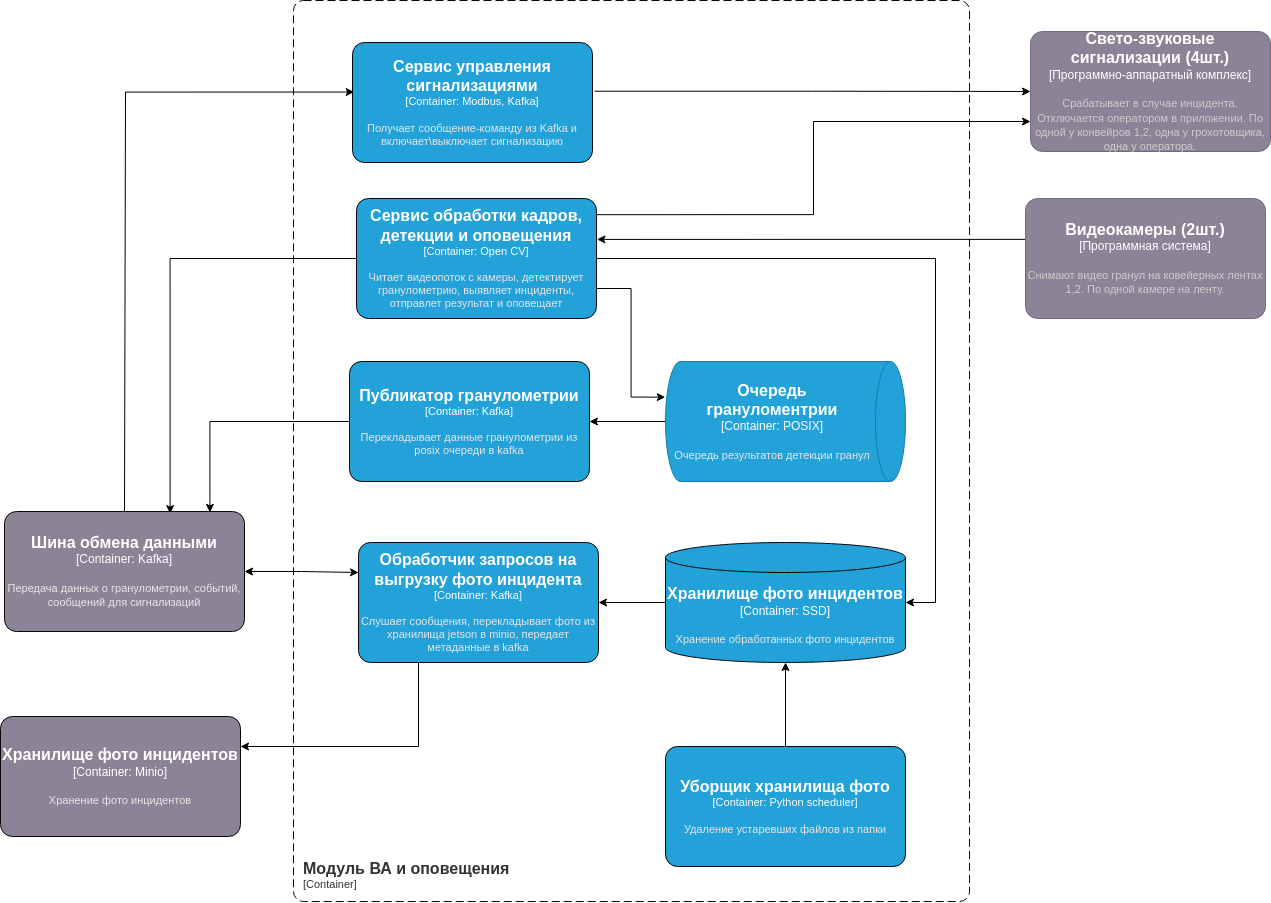 Сервис управления
сигнализациями
[Container: Modbus, Kafka]
Получает сообщение-команду из Kafka и
включает\выключает сигнализацию
Свето-звуковые
сигнализации (4шт.)
[Программно-аппаратный комплекс]
Срабатывает в случае инцидента.
Отключается оператором в приложении. По
одной у конвейров 1,2, одна у грохотовщика,
одна у оператора.
Сервис обработки кадров,
детекции и оповещения
[Container: Open CV]
Читает видеопоток с камеры, детектирует
гранулометрию, выявляет инциденты,
отправлет результат и оповещает
Видеокамеры (2шт.)
[Программная система]
Снимают видео гранул на ковейерных лентах
1,2. По одной камере на ленту.
Публикатор гранулометрии
[Container: Kafka]
Перекладывает данные гранулометрии из
posix очереди в kafka
Очередь
грануломентрии
[Container: POSIX]
Очередь результатов детекции гранул
Шина обмена данными
[Container: Kafka]
Передача данных о гранулометрии, событий,
сообщений для сигнализаций
Обработчик запросов на
выгрузку фото инцидента
[Container: Kafka]
Слушает сообщения, перекладывает фото из
хранилища jetson в minio, передает
метаданные в kafka
Хранилище фото инцидентов
[Container: SSD]
Хранение обработанных фото инцидентов
Хранилище фото инцидентов
[Container: Minio]
Хранение фото инцидентов
Уборщик хранилища фото
[Container: Python scheduler]
Удаление устаревших файлов из папки
Модуль ВА и оповещения
[Container]